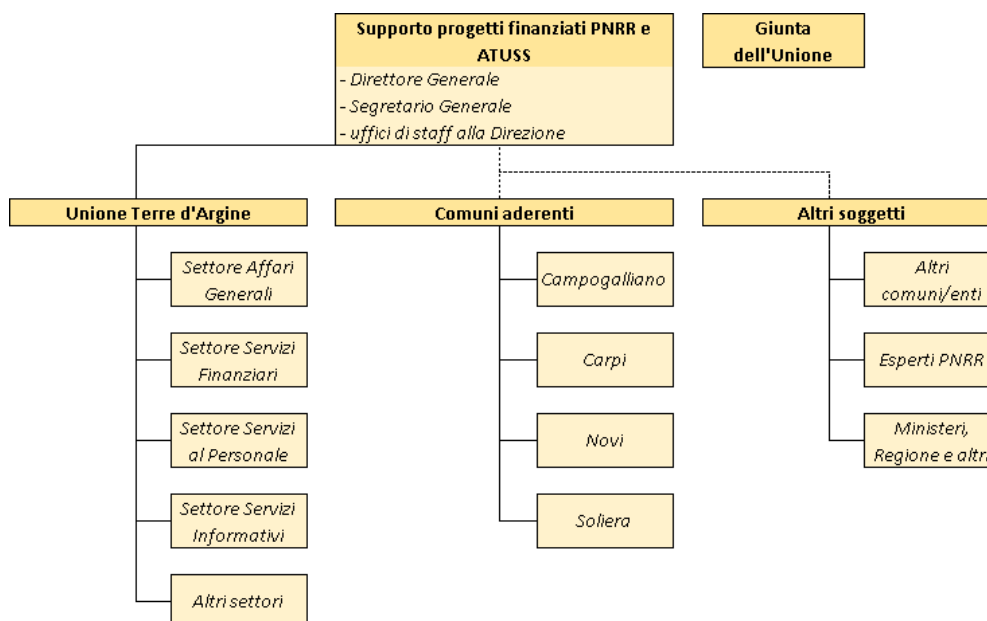 Supporto progetti finanziati PNRR e
ATUSS
- Direttore Generale
- Segretario Generale
- uffici di staff alla Direzione
Giunta
dell'Unione
Unione Terre d'Argine
Settore Affari
Generali
Settore Servizi
Finanziari
Settore Servizi
al Personale
Settore Servizi
Informativi
Altri settori
Comuni aderenti
Campogalliano
Carpi
Novi
Soliera
Altri soggetti
Altri
comuni/enti
Esperti PNRR
Ministeri,
Regione e altri